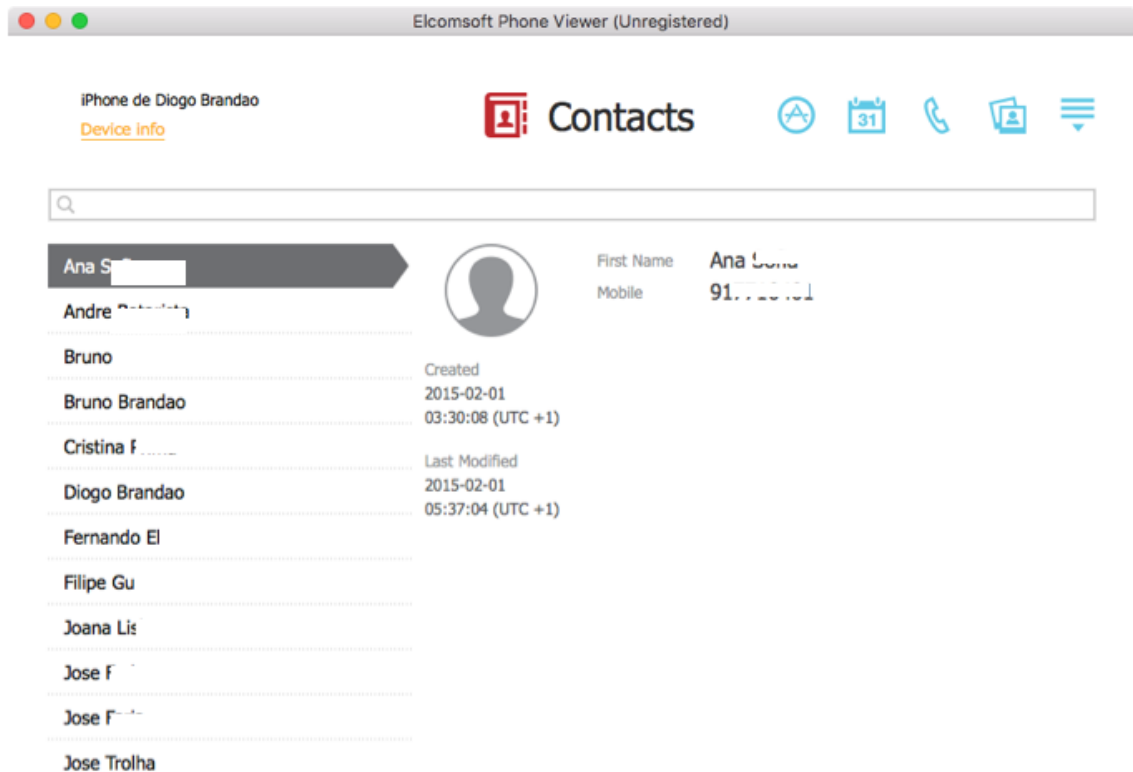 Elcomsoft Phone Viewer (Unregistered)
iPhone de Diogo Brandao
Device info
Contacts
31
Ana S
Andre
Bruno
Bruno Brandao
Cristina
Diogo Brandao
Fernando El
Filipe Gu
Joana Lis
Jose F
Jose F
Jose Trolha
First Name Ana
Mobile 91
Created
2015-02-01
03:30:08 (UTC +1)
Last Modified
2015-02-01
05:37:04 (UTC +1)